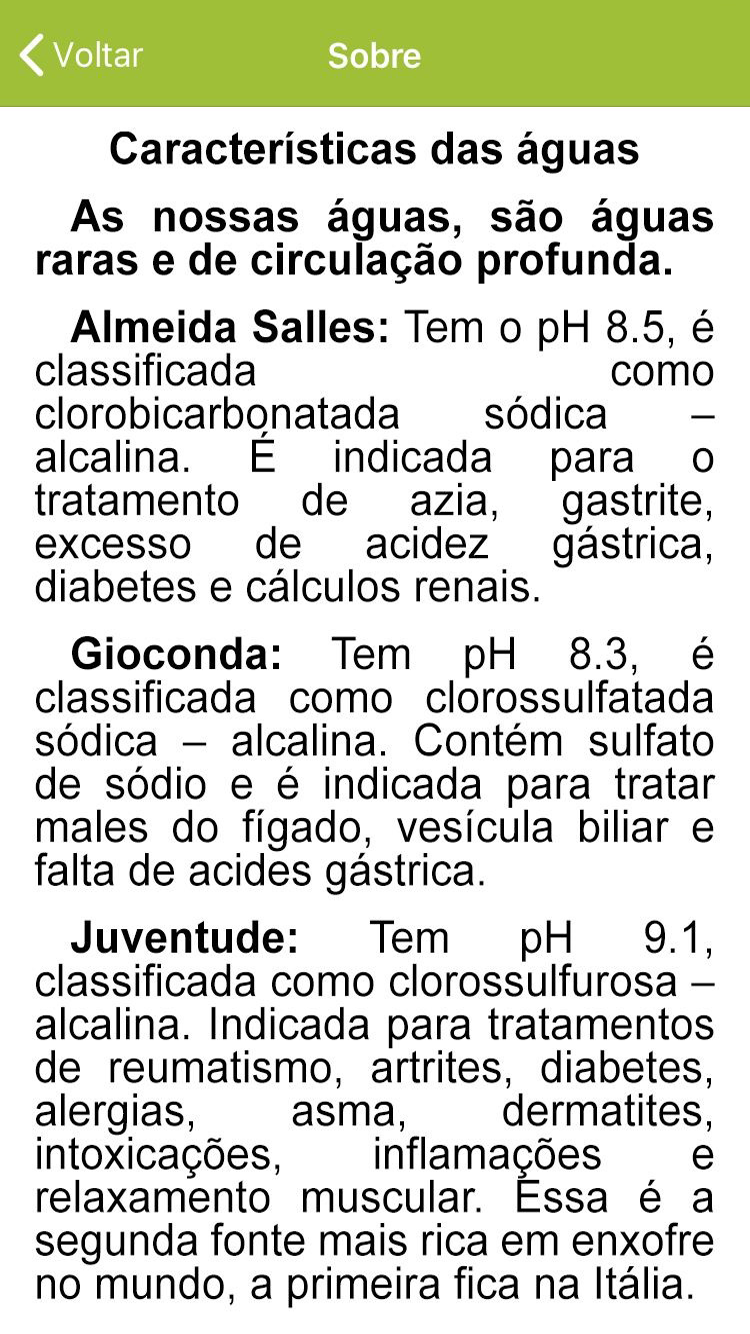 Voltar
Sobre
Características das águas
As nossas águas, são águas
raras e de circulação profunda.
Almeida Salles: Tem o pH 8.5, é
classificada como
clorobicarbonatada sódica –
alcalina. É indicada para o
tratamento de azia, gastrite,
excesso de acidez gástrica,
diabetes e cálculos renais.
Gioconda: Tem pH 8.3, é
classificada como clorossulfatada
sódica – alcalina. Contém sulfato
de sódio e é indicada para tratar
males do fígado, vesícula biliar e
falta de acides gástrica.
Juventude: Tem pH 9.1,
classificada como clorossulfurosa –
alcalina. Indicada para tratamentos
de reumatismo, artrites, diabetes,
alergias, asma, dermatites,
intoxicações, inflamações e
relaxamento muscular. Essa é a
segunda fonte mais rica em enxofre
no mundo, a primeira fica na Itália.